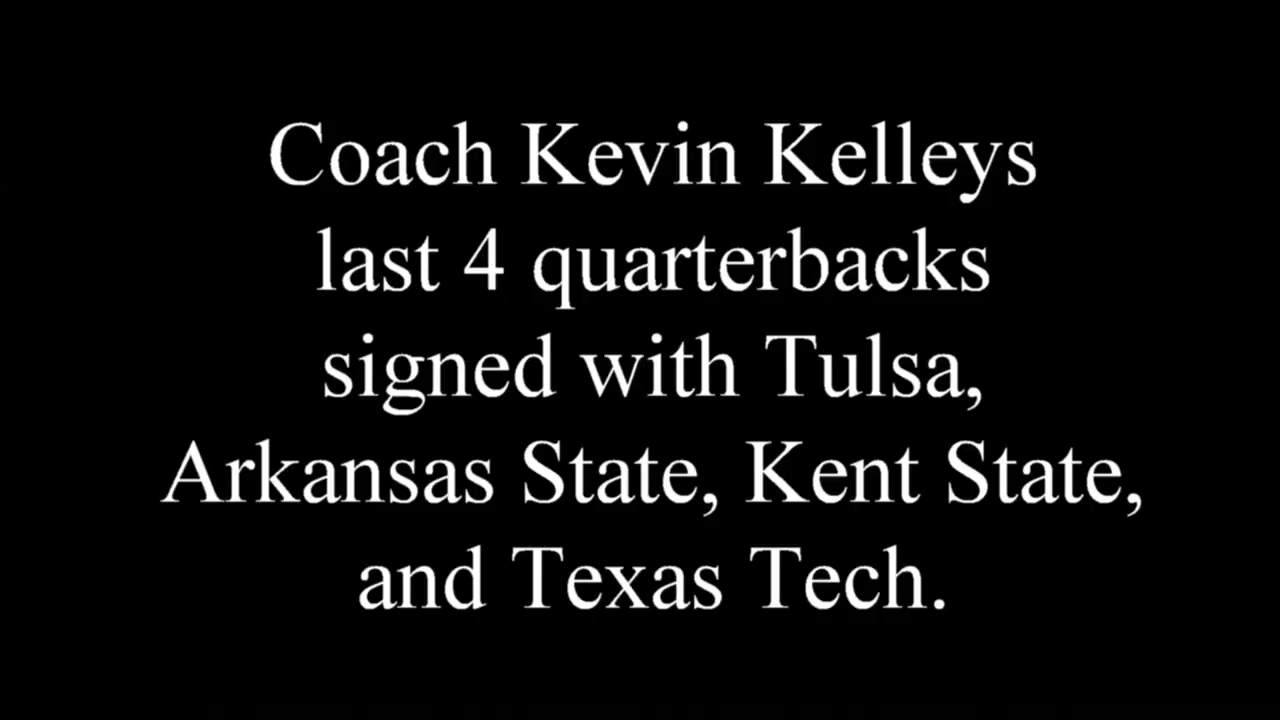 Coach Kevin Kelleys
last 4 quarterbacks
signed with Tulsa,
Arkansas State, Kent State,
and Texas Tech.